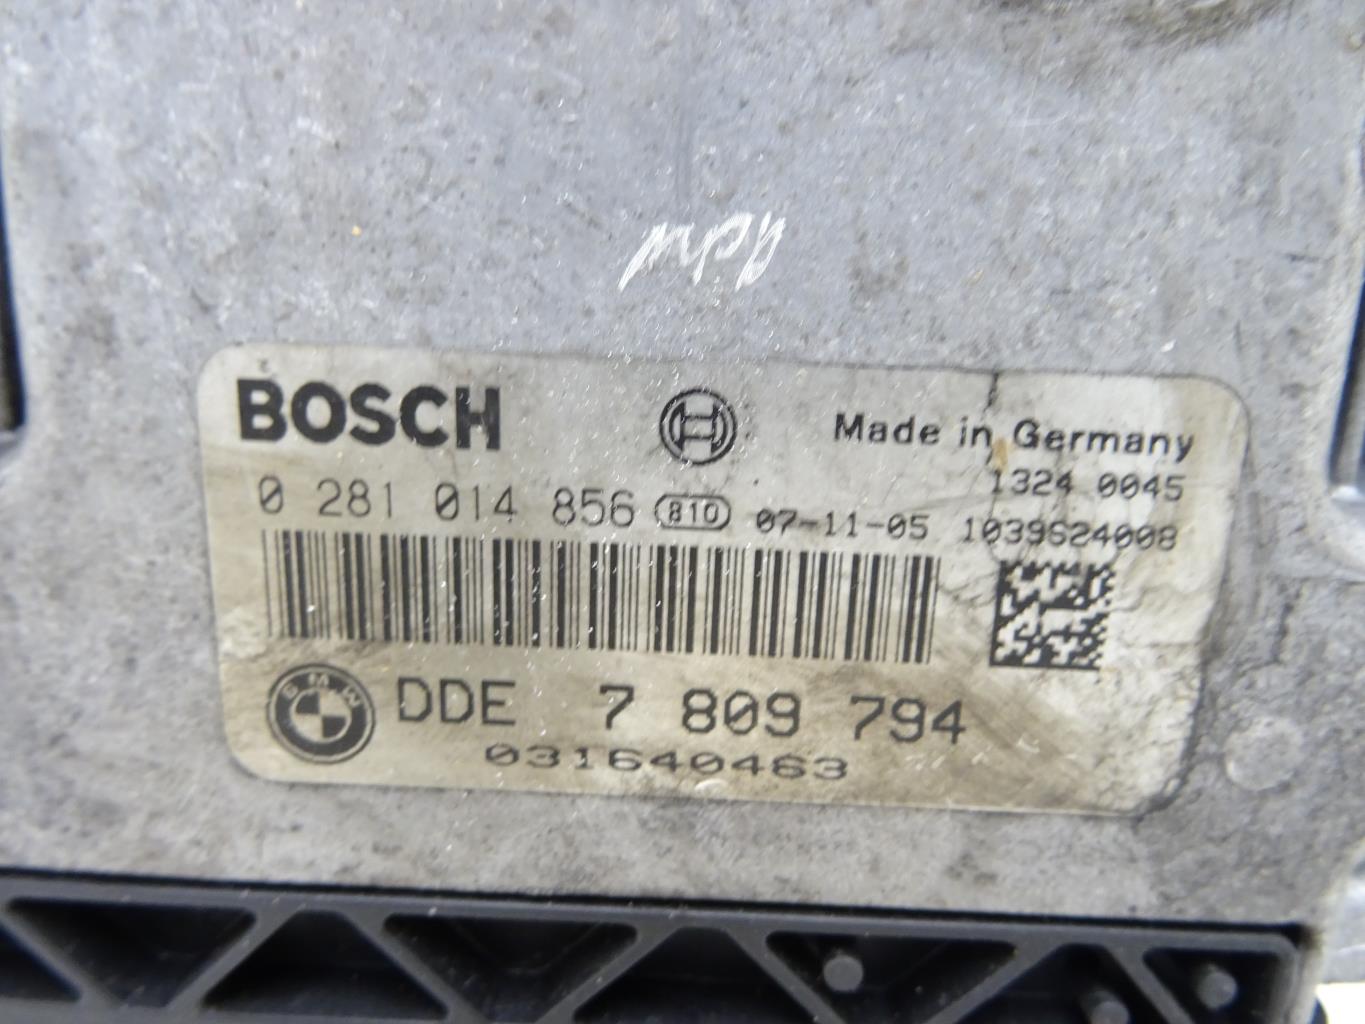 BOSCH
Made in Germany
1324 0045
0 281 014 856 810 07-11-05 1039S24008
BMW
DDE 7 809 794
031640463